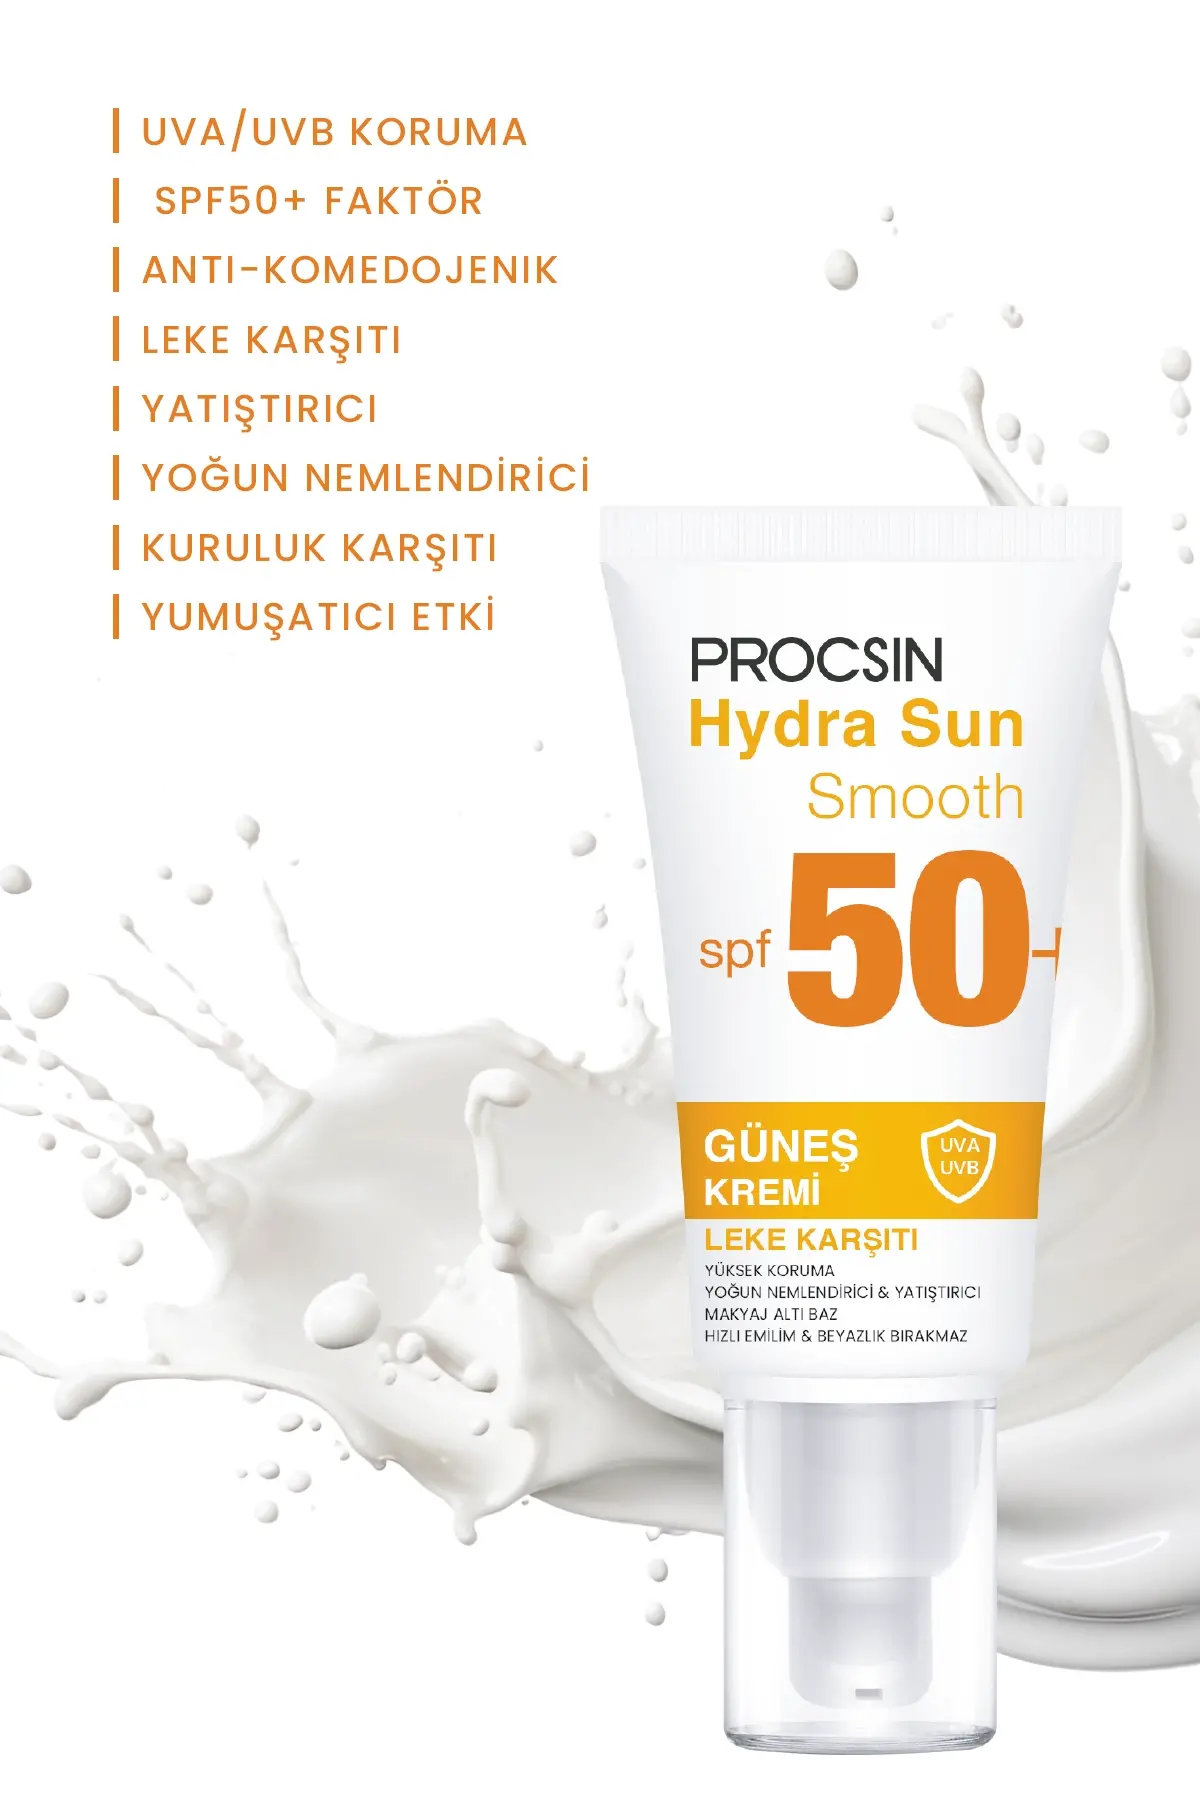 UVA/UVB KORUMA
SPF50+ FAKTÖR
ANTI-KOMEDOJENIK
LEKE KARŞITI
YATIŞTIRICI
YOĞUN NEMLENDİRİCİ
KURULUK KARŞITI
YUMUŞATICI ETKİ
PROCSIN
Hydra Sun
Smooth
spf 50+
GÜNEŞ
KREMİ
UVA
UVB
LEKE KARŞITI
YÜKSEK KORUMA
YOĞUN NEMLENDİRİCİ & YATIŞTIRICI
MAKYAJ ALTI BAZ
HIZLI EMİLİM & BEYAZLIK BIRAKMAZ